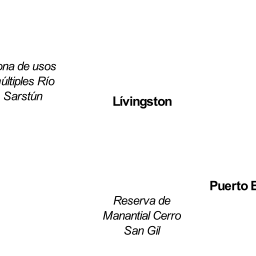 ona de usos
últiples Río
Sarstún
Lívingston
Puerto B
Reserva de
Manantial Cerro
San Gil